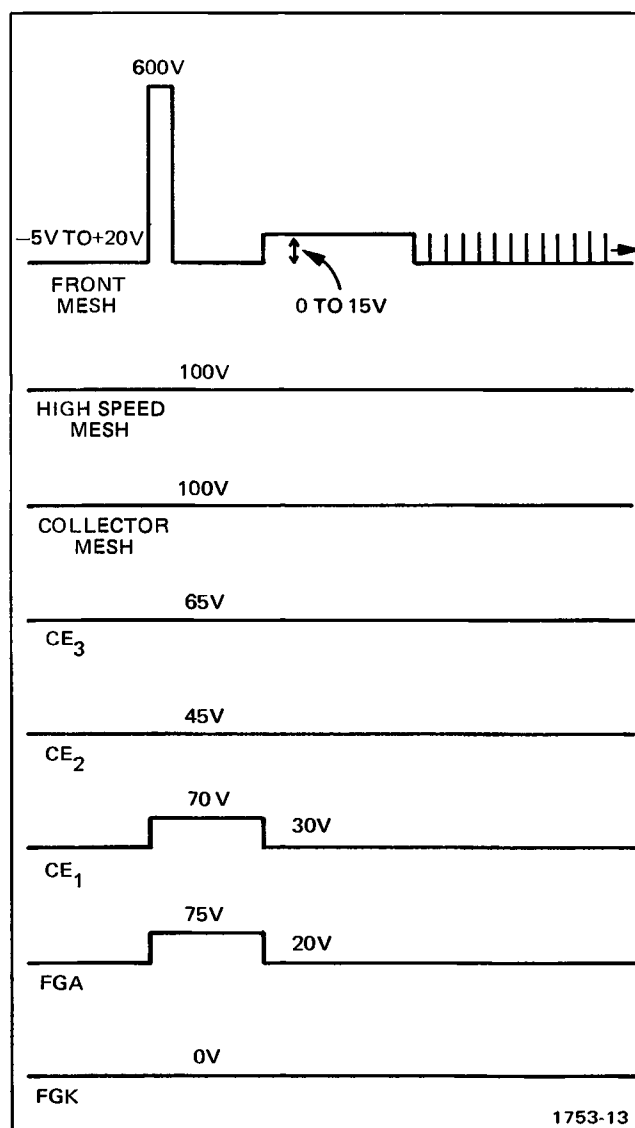 600V
−5V TO+20V
FRONT
MESH
0 TO 15V
100V
HIGH SPEED
MESH
100V
COLLECTOR
MESH
65V
CE3
45V
CE2
70 V
30V
CE1
75V
20V
FGA
0V
FGK
1753-13